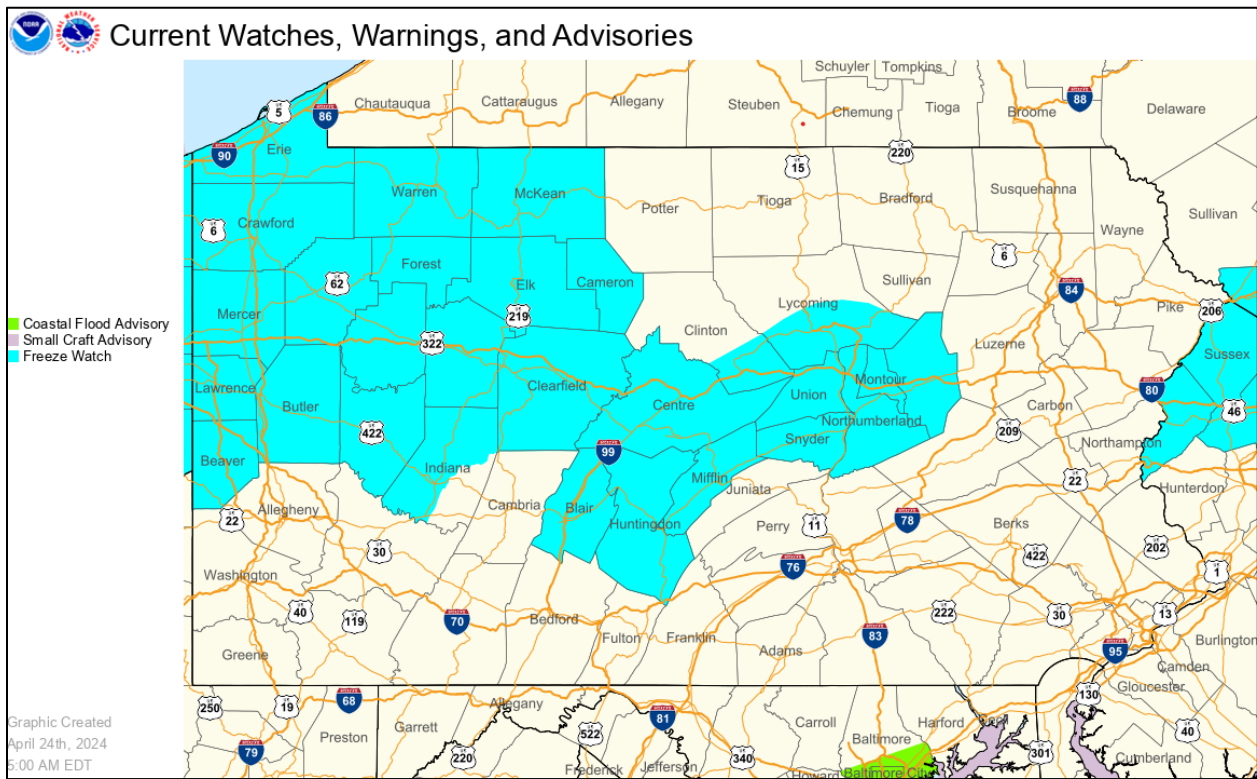 Current Watches, Warnings, and Advisories
Schuyler
Tompkins
Chautauqua
Cattaraugus
Allegany
Steuben
Chemung
Tioga
Broome
Delaware
88
5
86
Erie
90
220
15
Warren
McKean
Potter
Tioga
Bradford
Susquehanna
Wayne
Sullivan
Crawford
6
Forest
62
Elk
Cameron
Sullivan
6
Lycoming
84
Pike
206
Mercer
219
Coastal Flood Advisory
Small Craft Advisory
Freeze Watch
322
Clinton
Luzerne
Sussex
Lawrence
Clearfield
Montour
80
Butler
Centre
Union
Carbon
46
422
Northumberland
209
Snyder
Northampton
99
Beaver
Indiana
Mifflin
22
Juniata
Hunterdon
Cambria
Blair
22
Allegheny
Huntingdon
Perry
11
78
Berks
30
422
202
76
1
Washington
40
119
70
Bedford
222
30
13
Fulton
Franklin
83
Burlington
Greene
Adams
95
Camden
Gloucester
250
19
68
Allegany
130
Graphic Created
April 24th, 2024
5:00 AM EDT
Preston
Garrett
522
81
Carroll
Harford
Cecil
40
79
220
340
Baltimore
301
Cumberland
Frederick
Jefferson
Howard
Baltimore City